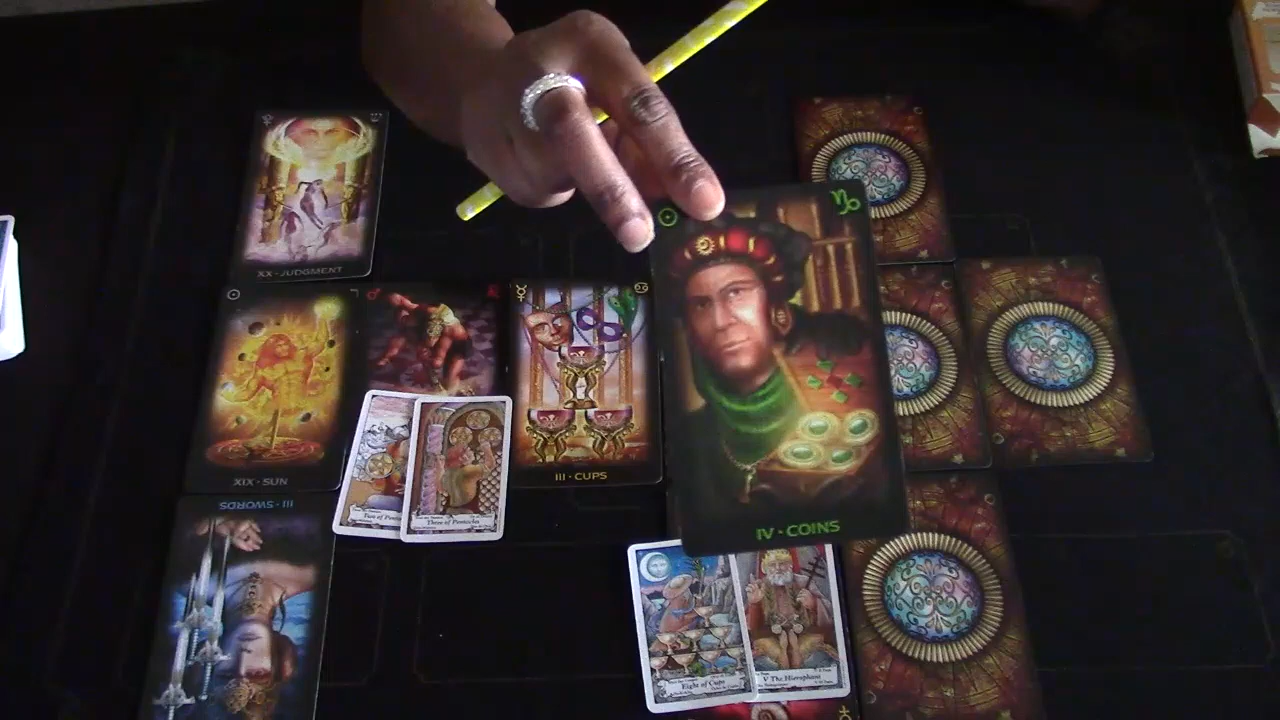 XX • JUDGMENT
XIX • SUN
III • CUPS
III • SWORDS
IV • COINS
Two of
Three of Pentacles
Eight of Cups
V The Hierophant